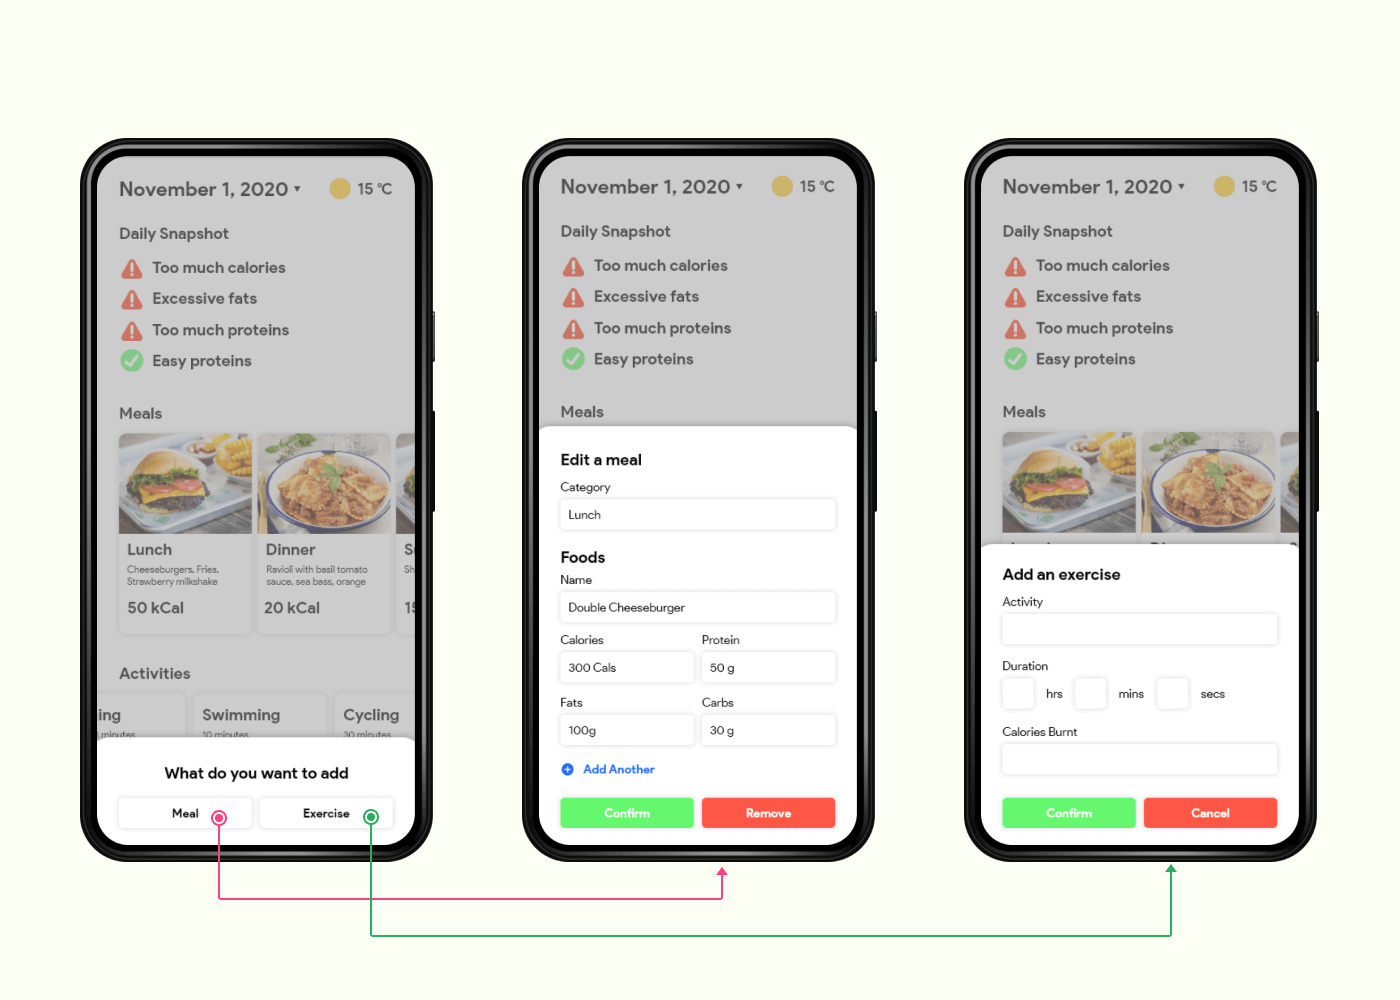 November 1, 2020 ▾
15 °C
Daily Snapshot
Too much calories
Excessive fats
Too much proteins
Easy proteins
Meals
Lunch
Cheeseburgers, Fries,
Strawberry milkshake
50 kCal
Dinner
Ravioli with basil tomato
sauce, sea bass, orange
20 kCal
S
Sh
15
Activities
ing
minutes
Swimming
10 minutes
Cycling
30 minutes
What do you want to add
Meal
Exercise
November 1, 2020 ▾
15 °C
Daily Snapshot
Too much calories
Excessive fats
Too much proteins
Easy proteins
Meals
Edit a meal
Category
Lunch
Foods
Name
Double Cheeseburger
Calories
Protein
300 Cals
50 g
Fats
Carbs
100g
30 g
Add Another
Confirm
Remove
November 1, 2020 ▾
15 °C
Daily Snapshot
Too much calories
Excessive fats
Too much proteins
Easy proteins
Meals
Add an exercise
Activity
Duration
hrs
mins
secs
Calories Burnt
Confirm
Cancel